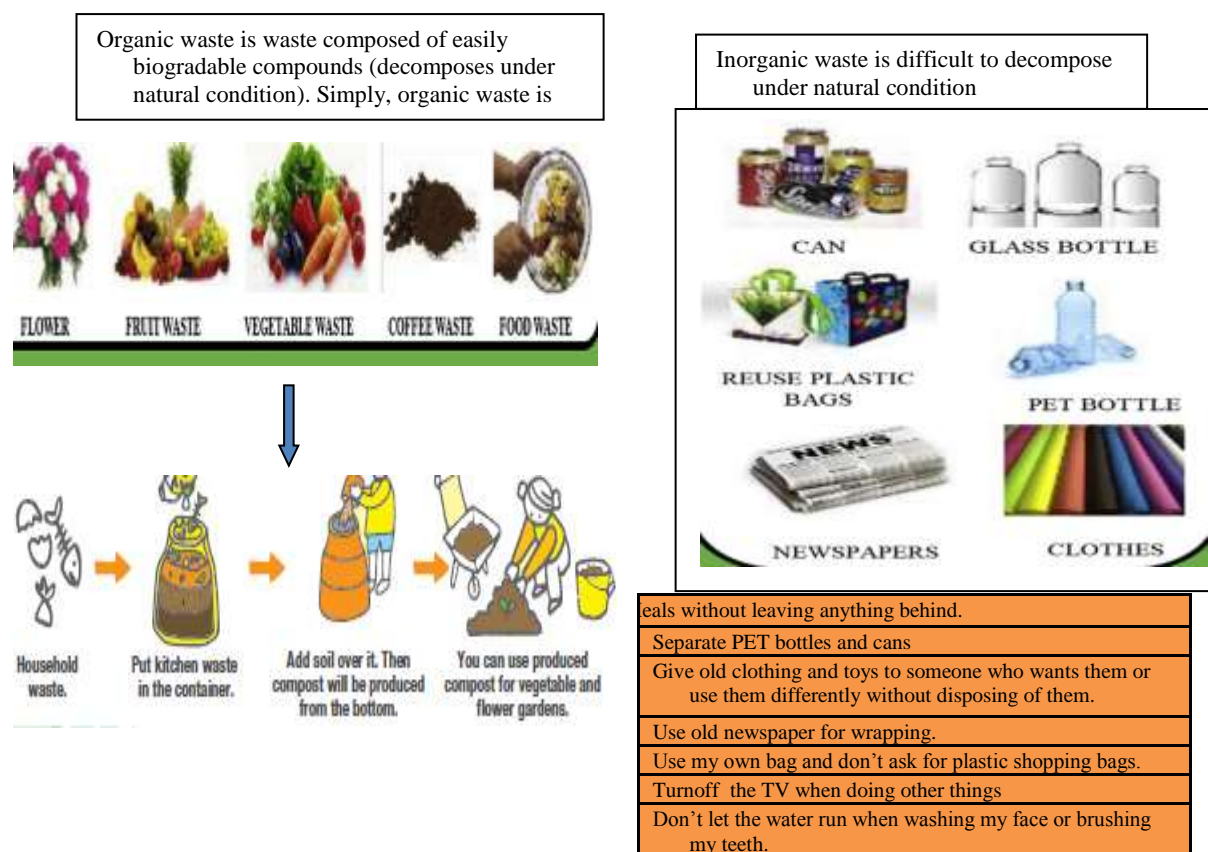 Organic waste is waste composed of easily
biogradable compounds (decomposes under
natural condition). Simply, organic waste is
FLOWER
FRUIT WASTE
VEGETABLE WASTE
COFFEE WASTE
FOOD WASTE
Household
waste.
Put kitchen waste
in the container.
Add soil over it. Then
compost will be produced
from the bottom.
You can use produced
compost for vegetable and
flower gardens.
Inorganic waste is difficult to decompose
under natural condition
CAN
GLASS BOTTLE
REUSE PLASTIC
BAGS
PET BOTTLE
NEWS
NEWSPAPERS
CLOTHES
without leaving anything behind.
Separate PET bottles and cans
Give old clothing and toys to someone who wants them or
use them differently without disposing of them.
Use old newspaper for wrapping.
Use my own bag and don’t ask for plastic shopping bags.
Turnoff the TV when doing other things
Don’t let the water run when washing my face or brushing
my teeth.